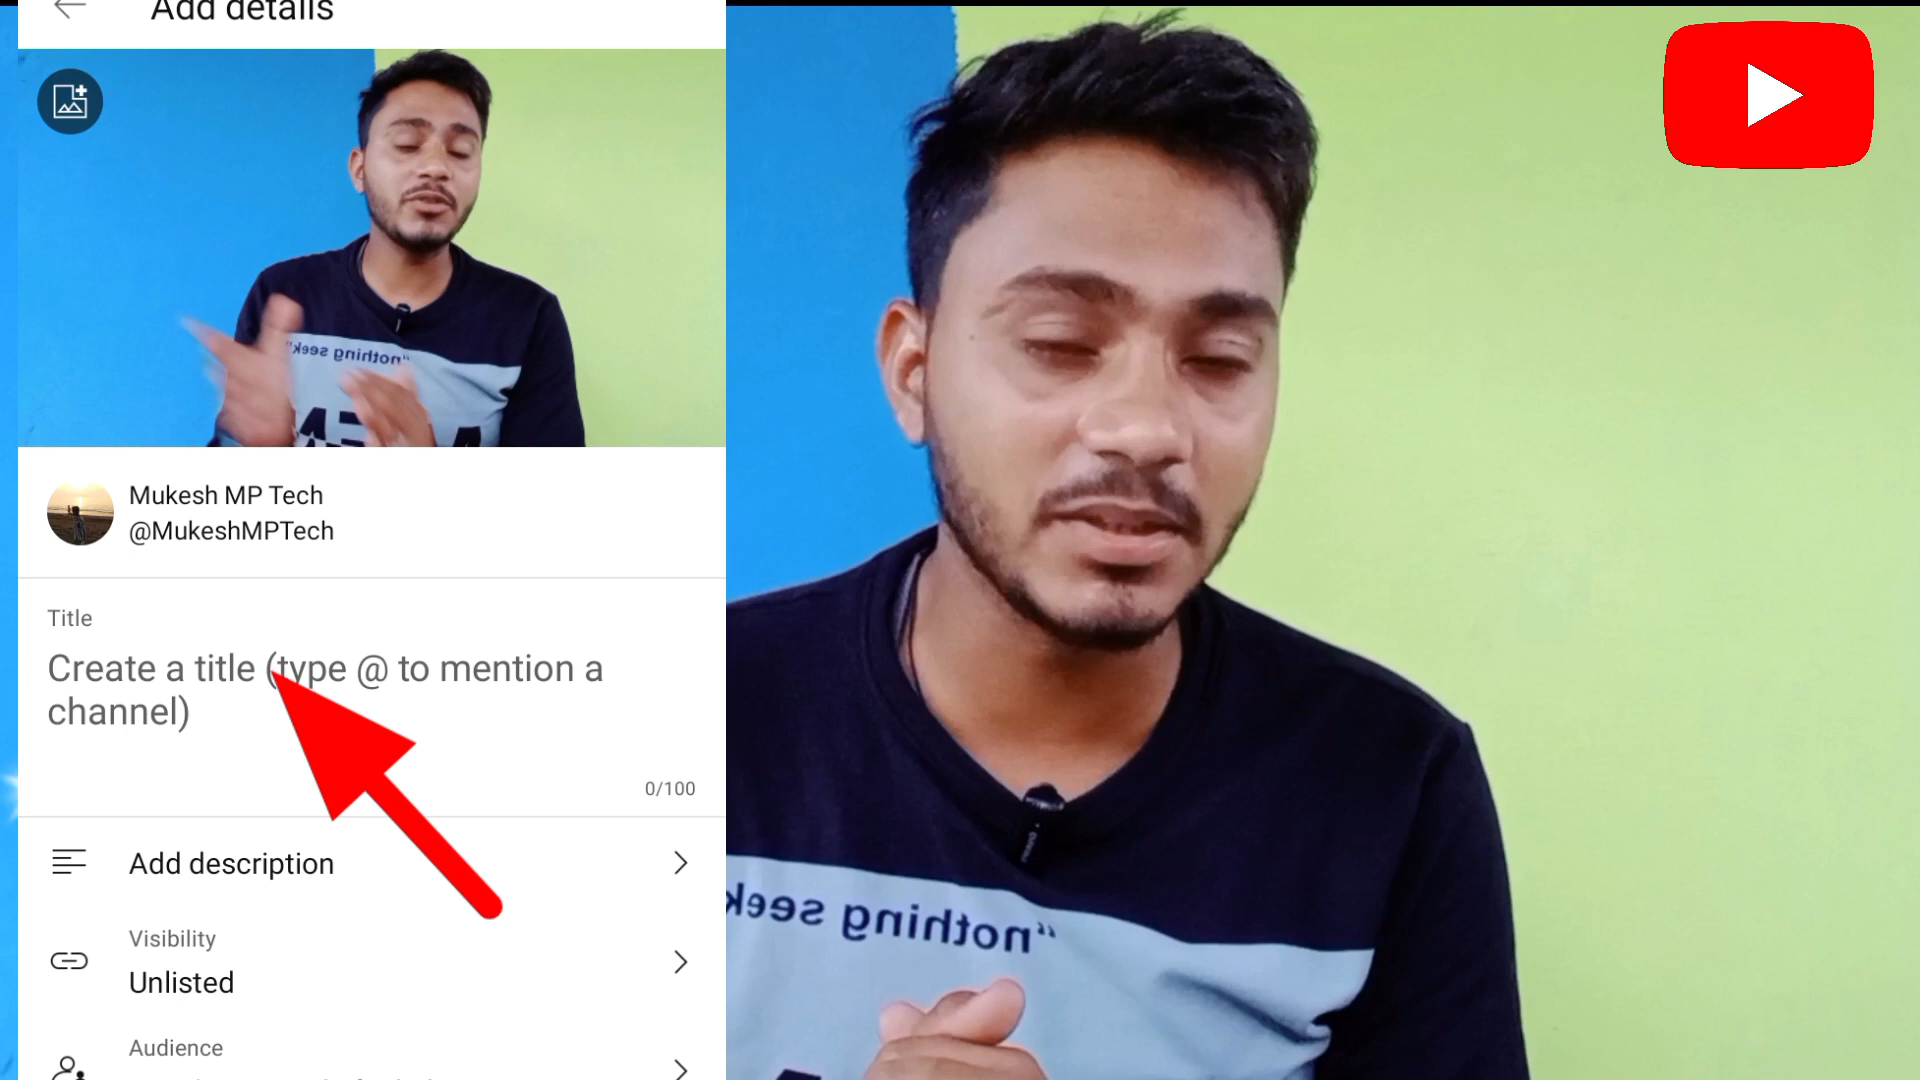 Add details
Mukesh MP Tech
@MukeshMPTech
Title
Create a title (type @ to mention a
channel)
0/100
Add description
Visibility
Unlisted
Audience
"nothing seek"
"nothing seek